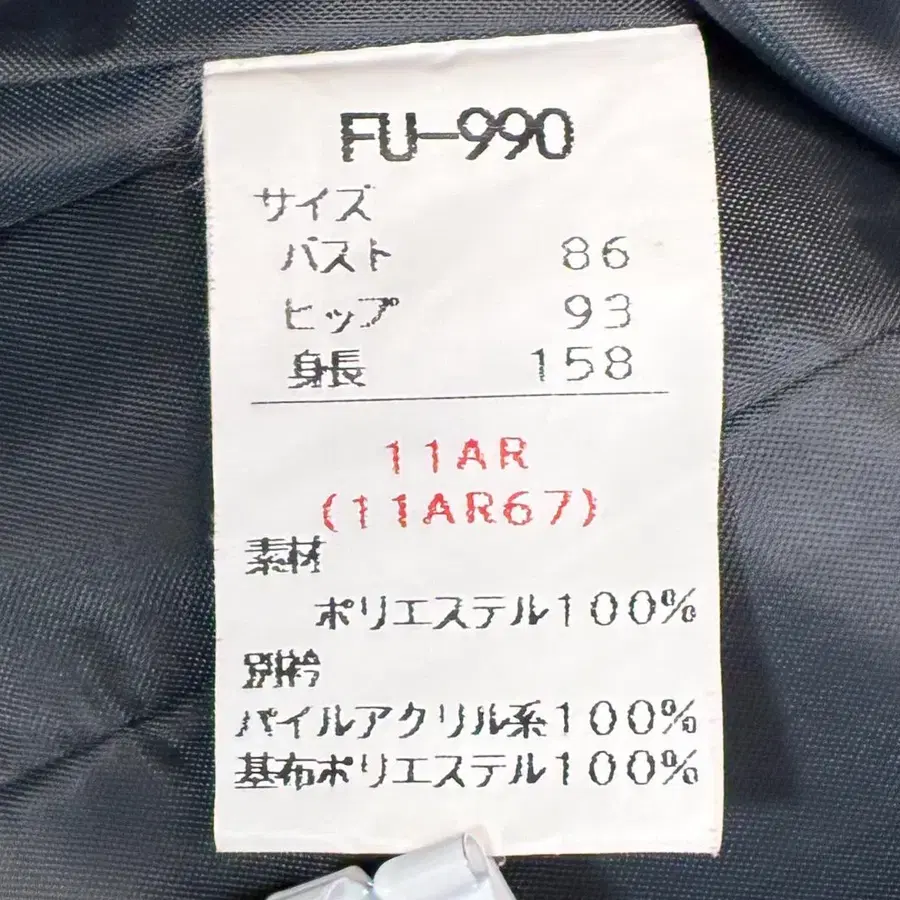 FU-990
サイズ
バスト 86
ヒップ 93
身長 158
11AR
(11AR67)
素材
ポリエステル100%
別衿
パイルアクリル系100%
基布ポリエステル100%